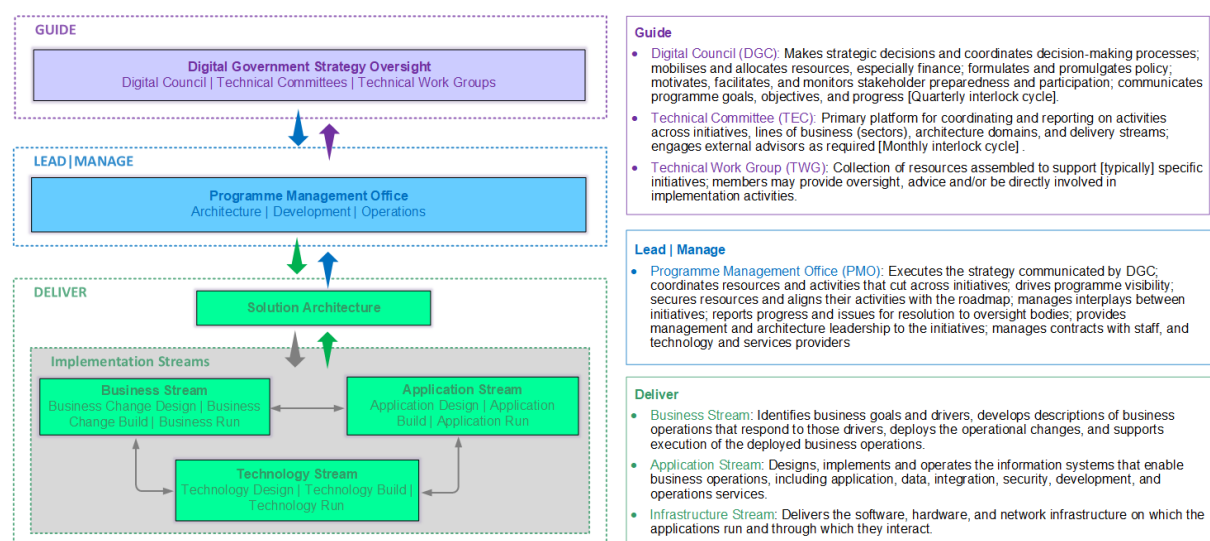 GUIDE
Digital Government Strategy Oversight
Digital Council | Technical Committees | Technical Work Groups
LEAD|MANAGE
Programme Management Office
Architecture | Development | Operations
DELIVER
Solution Architecture
Implementation Streams
Business Stream
Business Change Design | Business
Change Build | Business Run
Application Stream
Application Design | Application
Build | Application Run
Technology Stream
Technology Design | Technology Build |
Technology Run
Guide
• Digital Council (DGC): Makes strategic decisions and coordinates decision-making processes;
mobilises and allocates resources, especially finance; formulates and promulgates policy;
motivates, facilitates, and monitors stakeholder preparedness and participation; communicates
programme goals, objectives, and progress [Quarterly interlock cycle].
• Technical Committee (TEC): Primary platform for coordinating and reporting on activities
across initiatives, lines of business (sectors), architecture domains, and delivery streams;
engages external advisors as required [Monthly interlock cycle] .
• Technical Work Group (TWG): Collection of resources assembled to support [typically] specific
initiatives; members may provide oversight, advice and/or be directly involved in
implementation activities.
Lead | Manage
• Programme Management Office (PMO): Executes the strategy communicated by DGC;
coordinates resources and activities that cut across initiatives; drives programme visibility;
secures resources and aligns their activities with the roadmap; manages interplays between
initiatives; reports progress and issues for resolution to oversight bodies; provides
management and architecture leadership to the initiatives; manages contracts with staff, and
technology and services providers
Deliver
• Business Stream: Identifies business goals and drivers, develops descriptions of business
operations that respond to those drivers, deploys the operational changes, and supports
execution of the deployed business operations.
• Application Stream: Designs, implements and operates the information systems that enable
business operations, including application, data, integration, security, development, and
operations services.
• Infrastructure Stream: Delivers the software, hardware, and network infrastructure on which the
applications run and through which they interact.